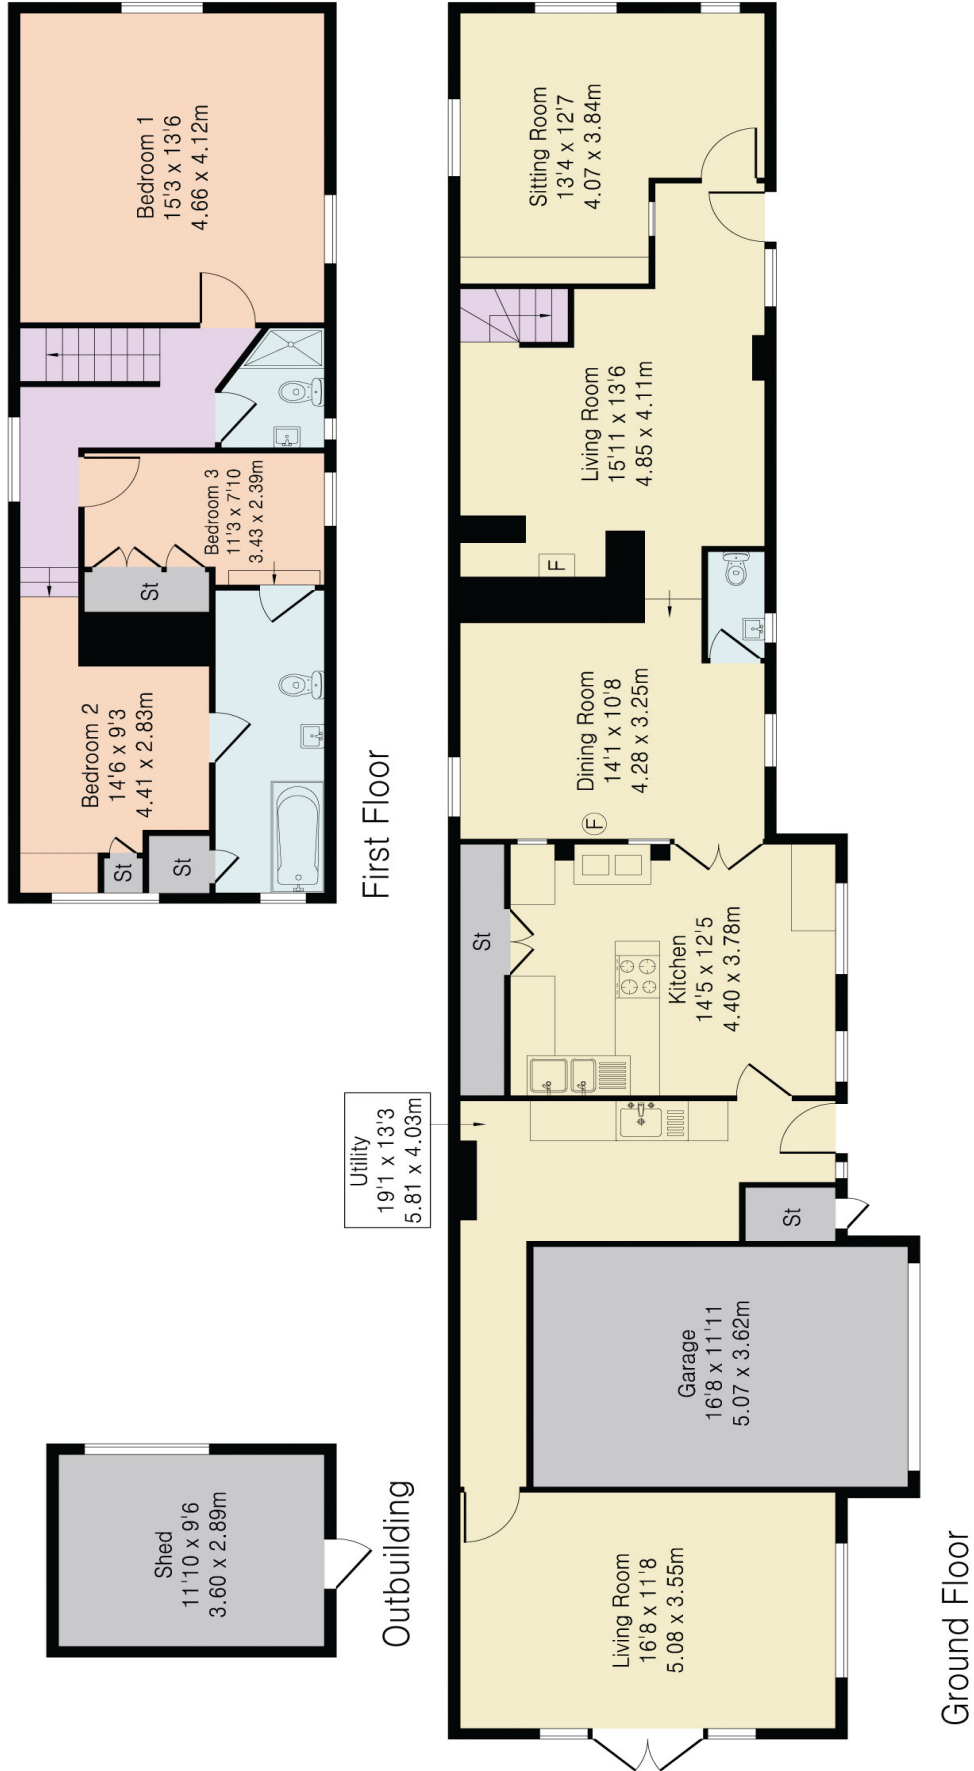 Shed
11'10 x 9'6
3.60 x 2.89m
Outbuilding
St
St
Bedroom 2
14'6 x 9'3
4.41 x 2.83m
St
Bedroom 3
11'3 x 7'10
3.43 x 2.39m
Bedroom 1
15'3 x 13'6
4.66 x 4.12m
First Floor
Utility
19'1 x 13'3
5.81 x 4.03m
Living Room
16'8 x 11'8
5.08 x 3.55m
Garage
16'8 x 11'11
5.07 x 3.62m
St
St
Kitchen
14'5 x 12'5
4.40 x 3.78m
F
Dining Room
14'1 x 10'8
4.28 x 3.25m
F
Living Room
15'11 x 13'6
4.85 x 4.11m
Sitting Room
13'4 x 12'7
4.07 x 3.84m
Ground Floor